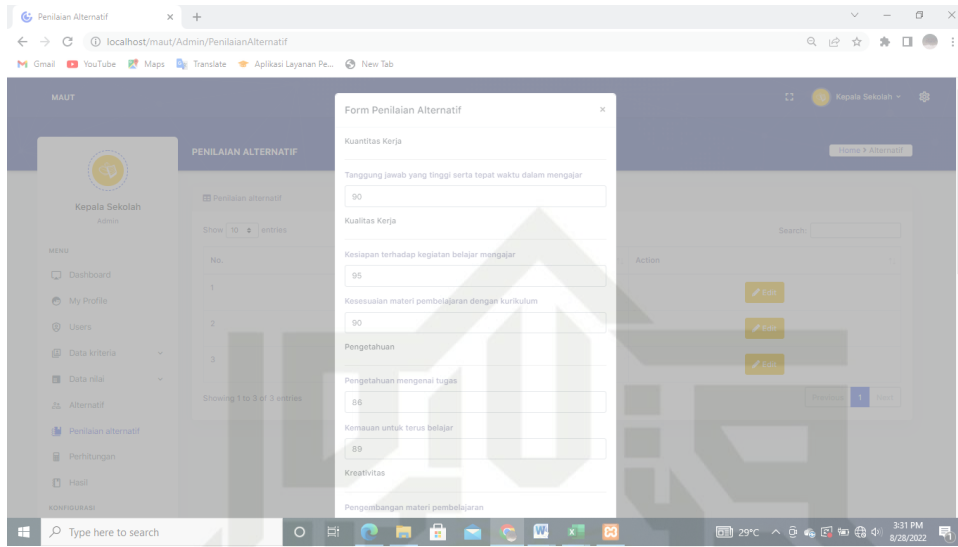 Penilaian Alternatif
localhost/maut/Admin/PenilaianAlternatif
Gmail YouTube Maps Translate Aplikasi Layanan Pe... New Tab
MAUT
Kepala Sekolah
Form Penilaian Alternatif
Kuantitas Kerja
PENILAIAN ALTERNATIF
Home Alternatif
Tanggung jawab yang tinggi serta tepat waktu dalam mengajar
90
Kepala Sekolah
Admin
Penilaian alternatif
Kualitas Kerja
Show 10 entries
Search:
MENU
No.
Action
Kesiapan terhadap kegiatan belajar mengajar
95
Dashboard
1
Edit
My Profile
Kesesuaian materi pembelajaran dengan kurikulum
90
Users
2
Edit
Pengetahuan
Data kriteria
3
Edit
Data nilai
Pengetahuan mengenai tugas
86
Alternatif
Showing 1 to 3 of 3 entries
Previous 1 Next
Kemauan untuk terus belajar
89
Penilaian alternatif
Perhitungan
Kreativitas
Hasil
KONFIGURASI
Pengembangan materi pembelajaran
Type here to search
29°C
3:31 PM
8/28/2022